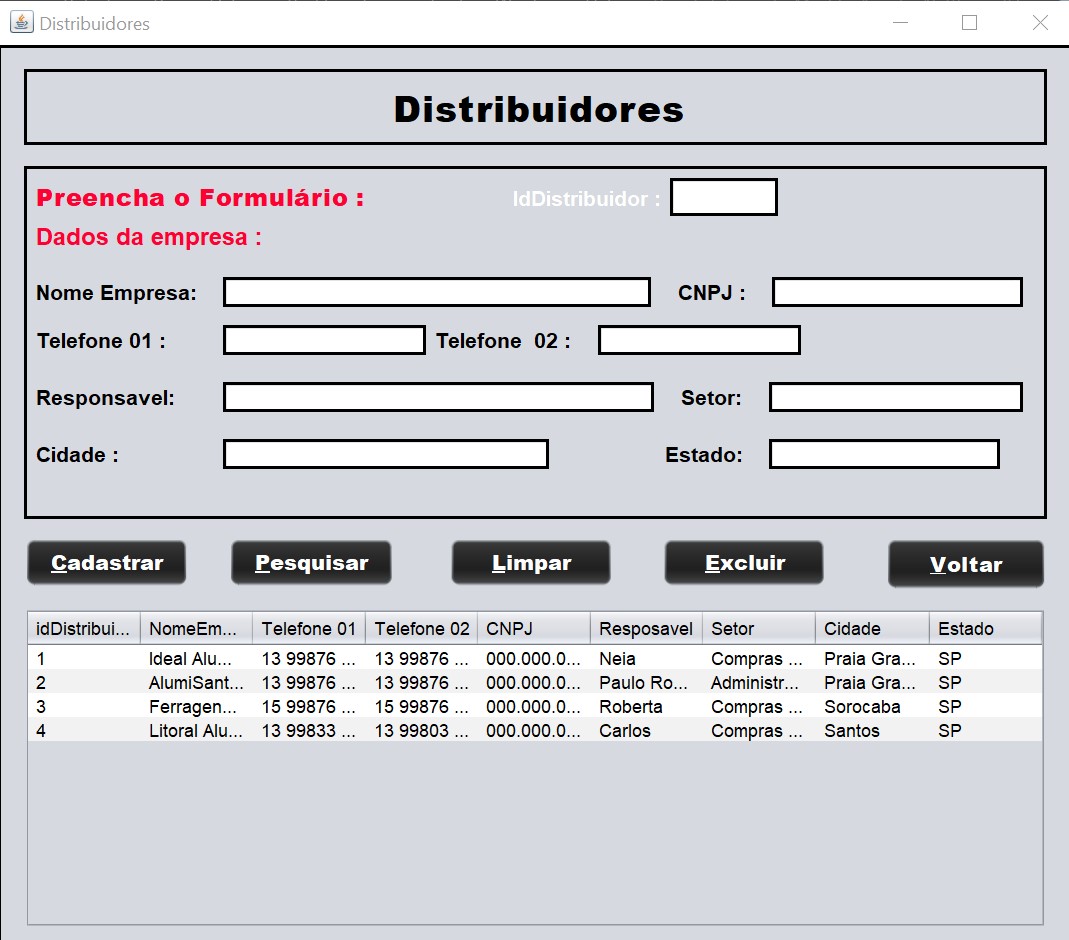 Distribuidores
Distribuidores
Preencha o Formulário : IdDistribuidor :
Dados da empresa :
Nome Empresa: CNPJ :
Telefone 01 : Telefone 02 :
Responsavel: Setor:
Cidade : Estado:
Cadastrar Pesquisar Limpar Excluir Voltar
idDistribui... NomeEm... Telefone 01 Telefone 02 CNPJ Resposavel Setor Cidade Estado
1 Ideal Alu... 13 99876 ... 13 99876 ... 000.000.0... Neia Compras ... Praia Gra... SP
2 AlumiSant... 13 99876 ... 13 99876 ... 000.000.0... Paulo Ro... Administr... Praia Gra... SP
3 Ferragen... 15 99876 ... 15 99876 ... 000.000.0... Roberta Compras ... Sorocaba SP
4 Litoral Alu... 13 99833 ... 13 99803 ... 000.000.0... Carlos Compras ... Santos SP